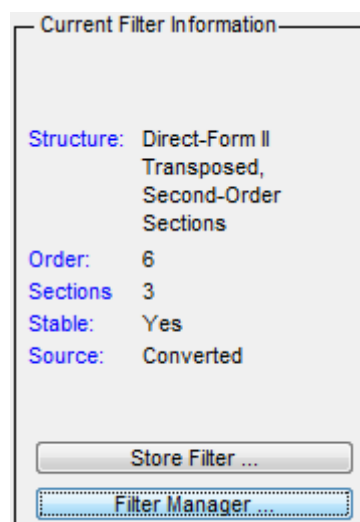 Current Filter Information
Structure: Direct-Form II
Transposed,
Second-Order
Sections
Order: 6
Sections 3
Stable: Yes
Source: Converted
Store Filter ...
Filter Manager ...